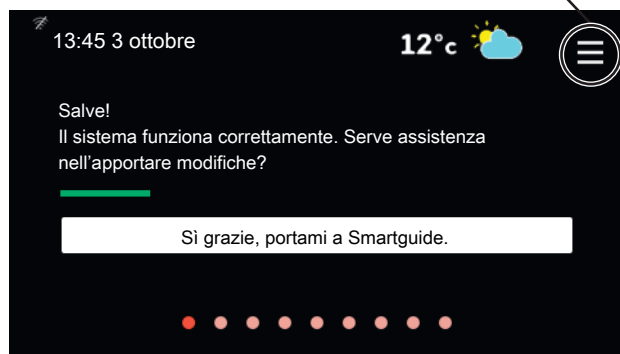 13:45 3 ottobre
12°c
Salve!
Il sistema funziona correttamente. Serve assistenza
nell'apportare modifiche?
Sì grazie, portami a Smartguide.